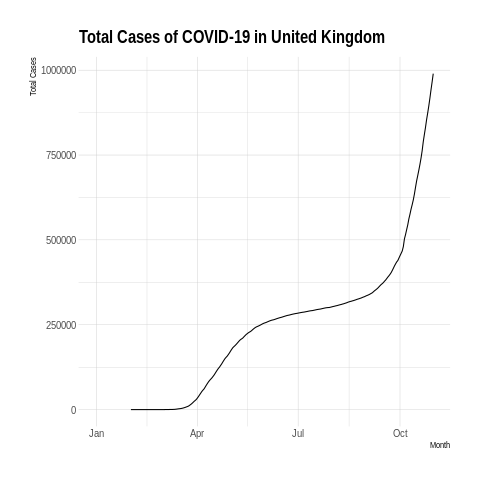 Total Cases of COVID-19 in United Kingdom
Total Cases
1000000
750000
500000
250000
0
Jan Apr Jul Oct
Month